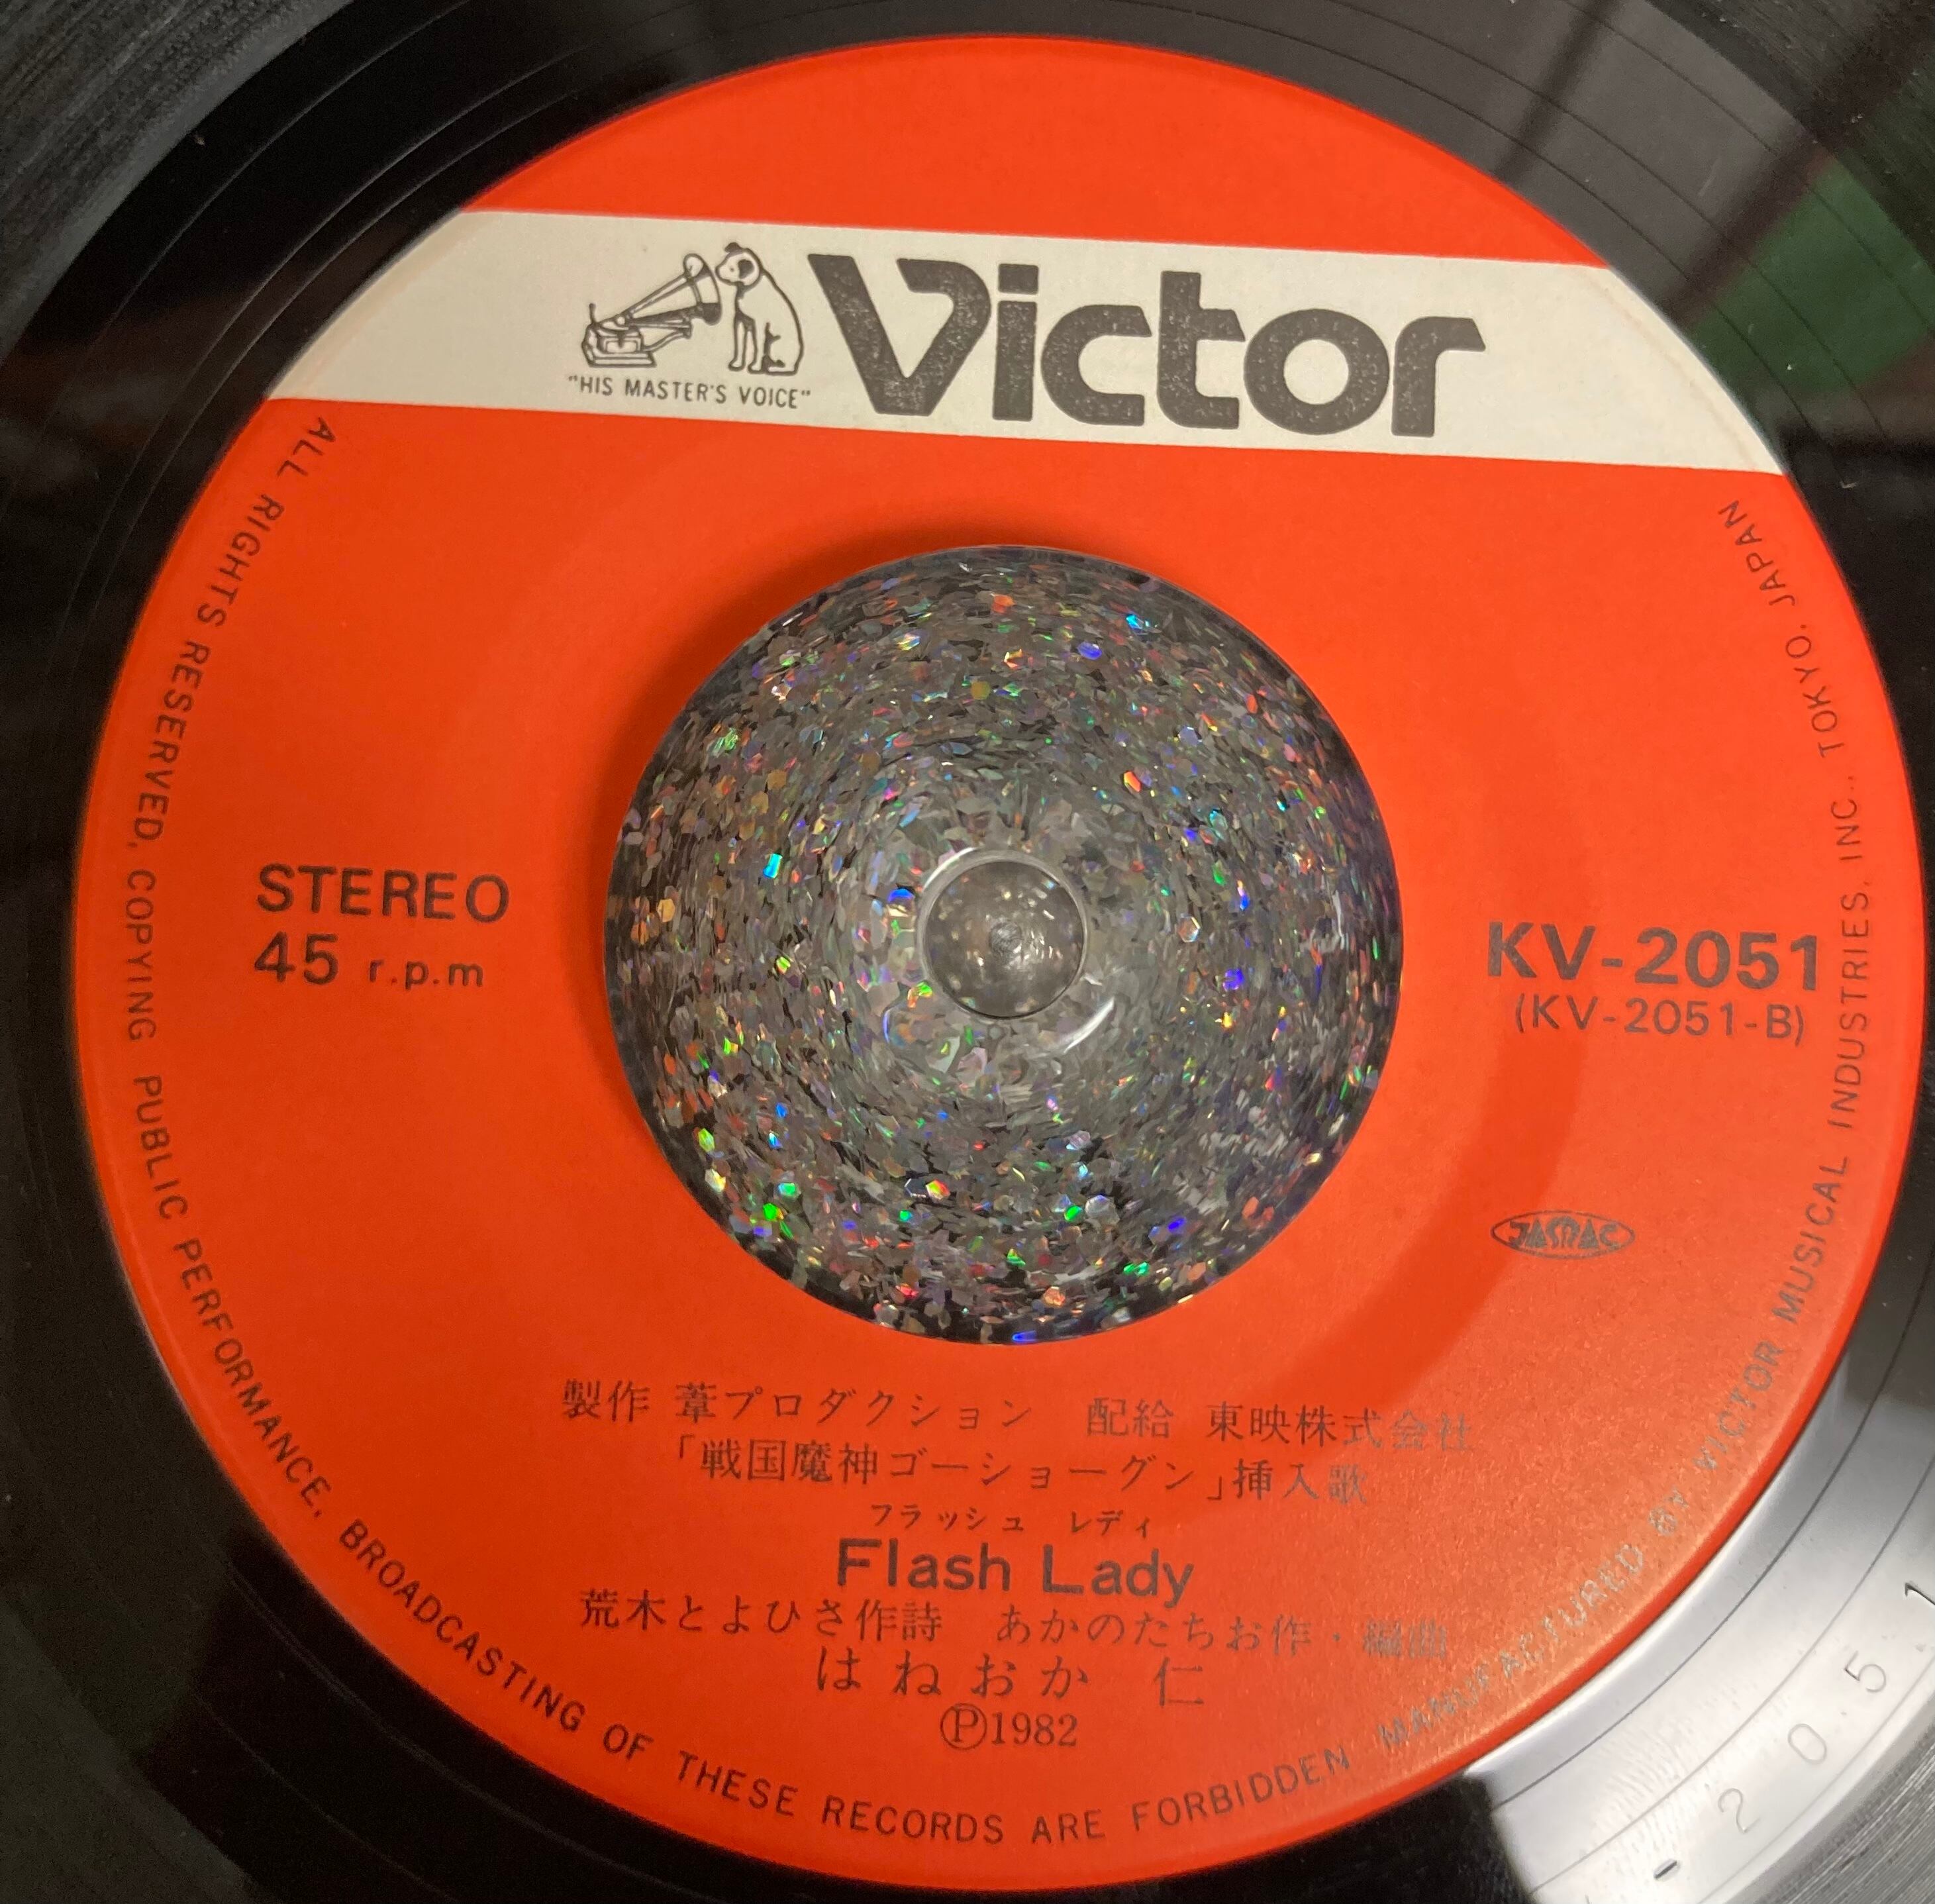 "HIS MASTER'S VOICE"
Victor
STEREO
45 r.p.m
KV-2051
(KV-2051-B)
JASRAC
製作 葦プロダクション 配給 東映株式会社
「戦国魔神ゴーショーグン」挿入歌
フラッシュ レディ
Flash Lady
荒木とよひさ作詩 あかのたちお作・編曲
はねおか 仁
Ⓟ1982
ALL RIGHTS RESERVED, COPYING PUBLIC PERFORMANCE, BROADCASTING OF THESE RECORDS ARE FORBIDDEN MANUFACTURED BY VICTOR MUSICAL INDUSTRIES, INC., TOKYO, JAPAN
- 2 0 5 1